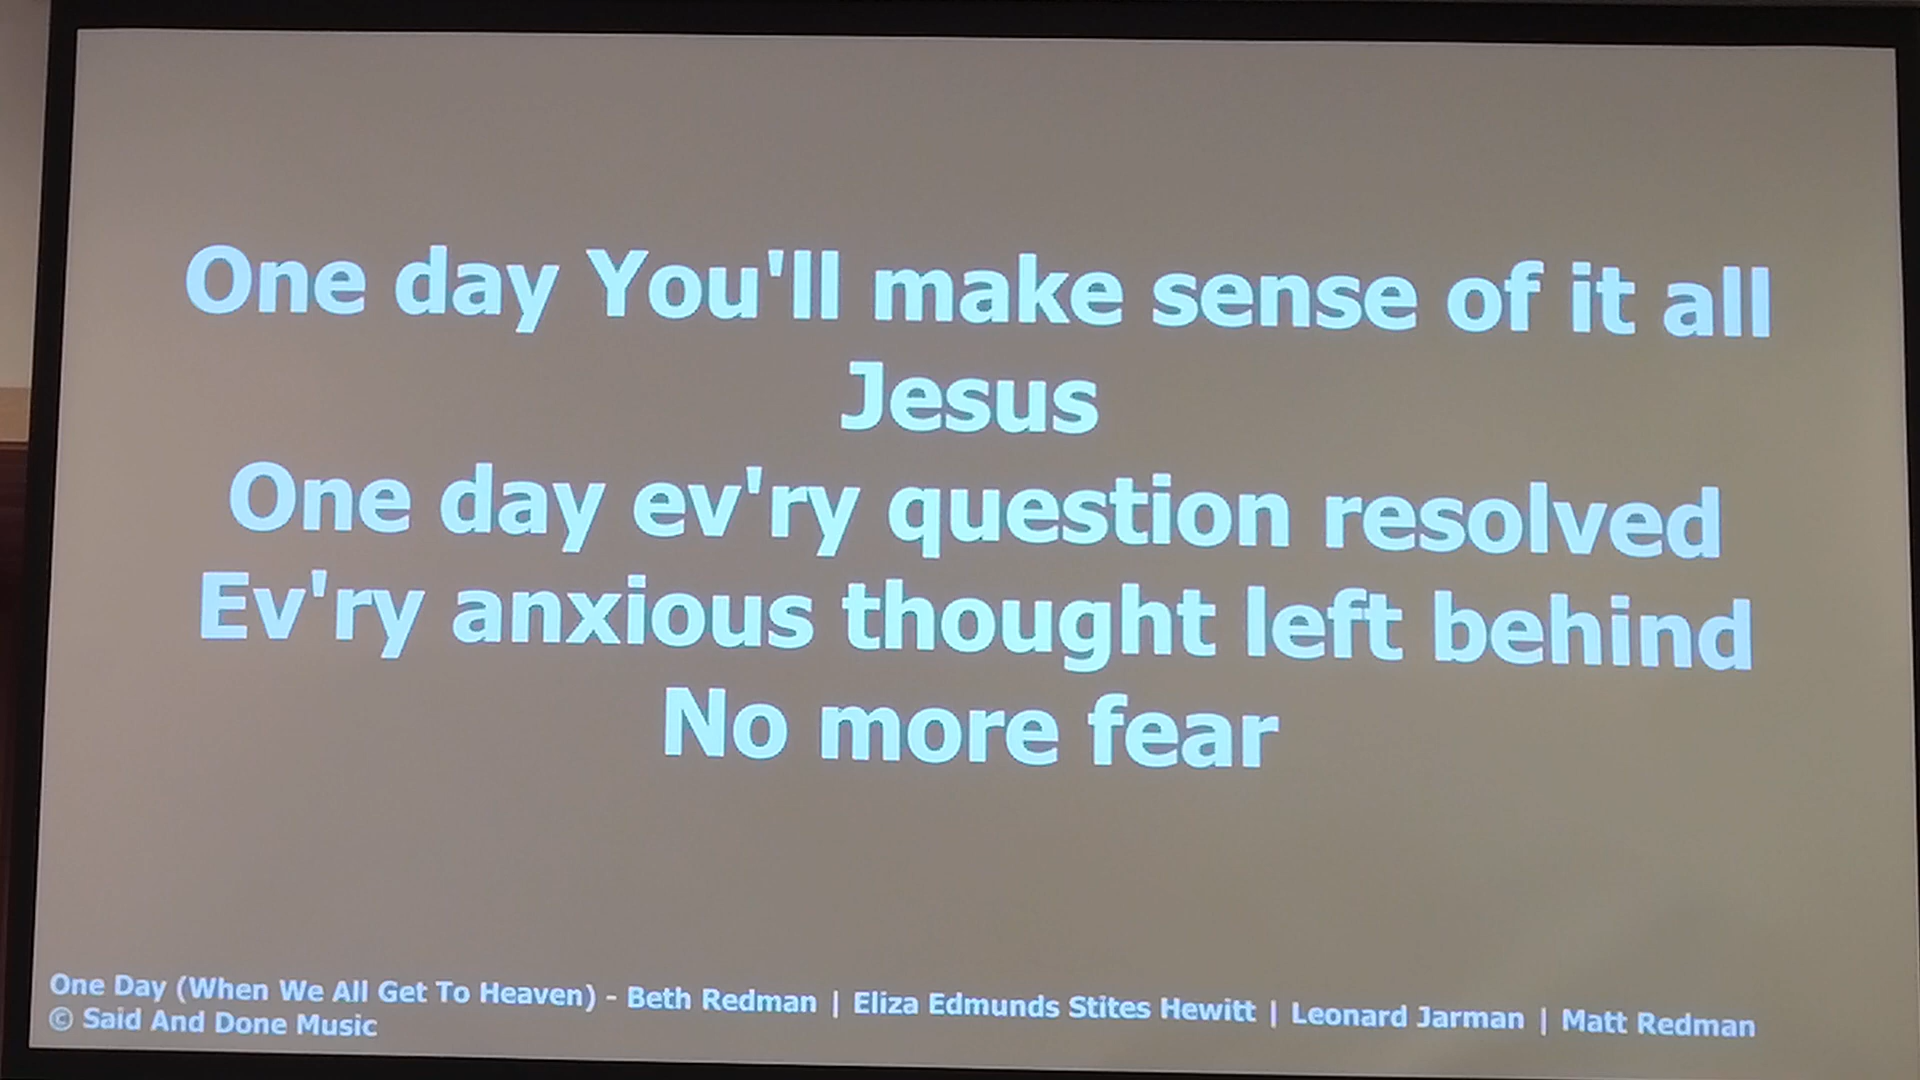 One day You'll make sense of it all
Jesus
One day ev'ry question resolved
Ev'ry anxious thought left behind
No more fear
One Day (When We All Get To Heaven) - Beth Redman | Eliza Edmunds Stites Hewitt | Leonard Jarman | Matt Redman
© Said And Done Music